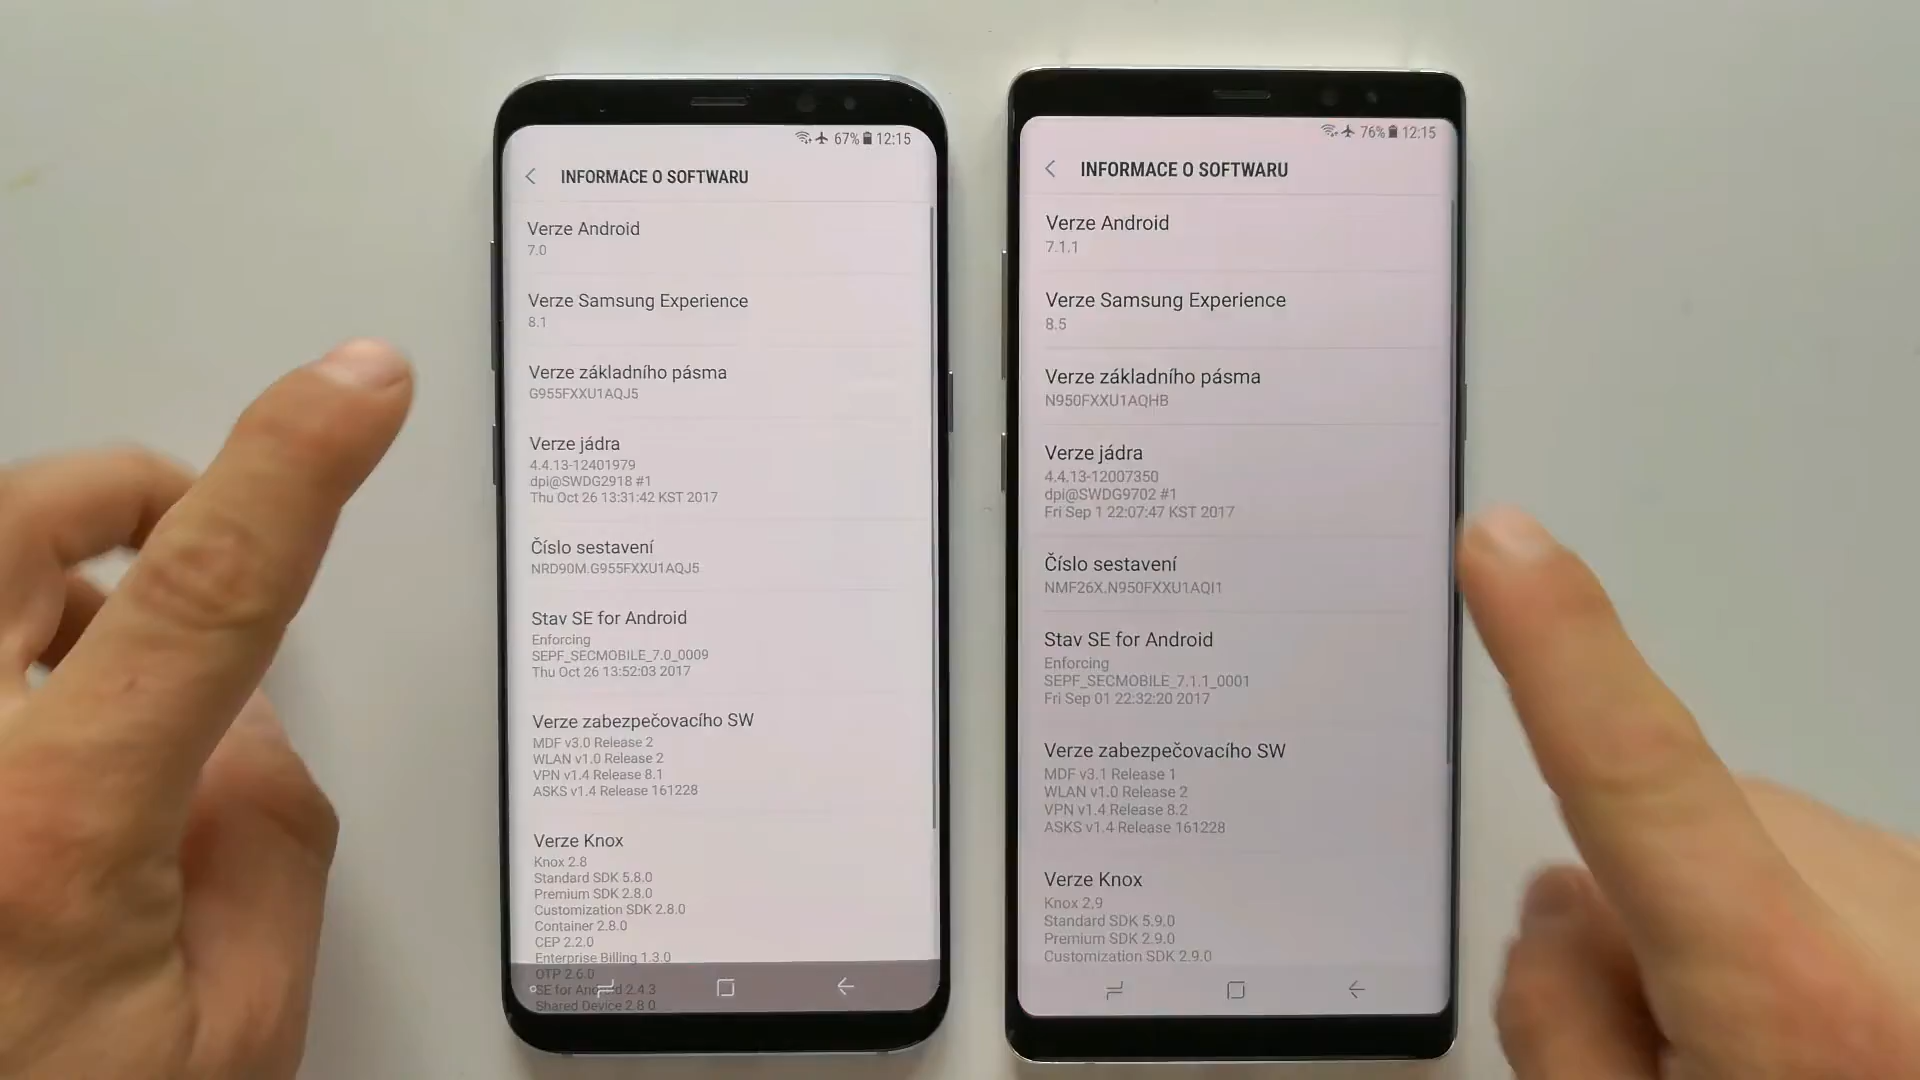 67% 12:15
INFORMACE O SOFTWARU
Verze Android
7.0
Verze Samsung Experience
8.1
Verze základního pásma
G955FXXU1AQJ5
Verze jádra
4.4.13-12401979
dpi@SWDG2918 #1
Thu Oct 26 13:31:42 KST 2017
Číslo sestavení
NRD90M.G955FXXU1AQJ5
Stav SE for Android
Enforcing
SEPF_SECMOBILE_7.0_0009
Thu Oct 26 13:52:03 2017
Verze zabezpečovacího SW
MDF v3.0 Release 2
WLAN v1.0 Release 2
VPN v1.4 Release 8.1
ASKS v1.4 Release 161228
Verze Knox
Knox 2.8
Standard SDK 5.8.0
Premium SDK 2.8.0
Customization SDK 2.8.0
Container 2.8.0
CEP 2.2.0
Enterprise Billing 1.3.0
OTP 2.6.0
SE for Android 2.4.3
Shared Device 2.8.0
76% 12:15
INFORMACE O SOFTWARU
Verze Android
7.1.1
Verze Samsung Experience
8.5
Verze základního pásma
N950FXXU1AQHB
Verze jádra
4.4.13-12007350
dpi@SWDG9702 #1
Fri Sep 1 22:07:47 KST 2017
Číslo sestavení
NMF26X.N950FXXU1AQI1
Stav SE for Android
Enforcing
SEPF_SECMOBILE_7.1.1_0001
Fri Sep 01 22:32:20 2017
Verze zabezpečovacího SW
MDF v3.1 Release 1
WLAN v1.0 Release 2
VPN v1.4 Release 8.2
ASKS v1.4 Release 161228
Verze Knox
Knox 2.9
Standard SDK 5.9.0
Premium SDK 2.9.0
Customization SDK 2.9.0